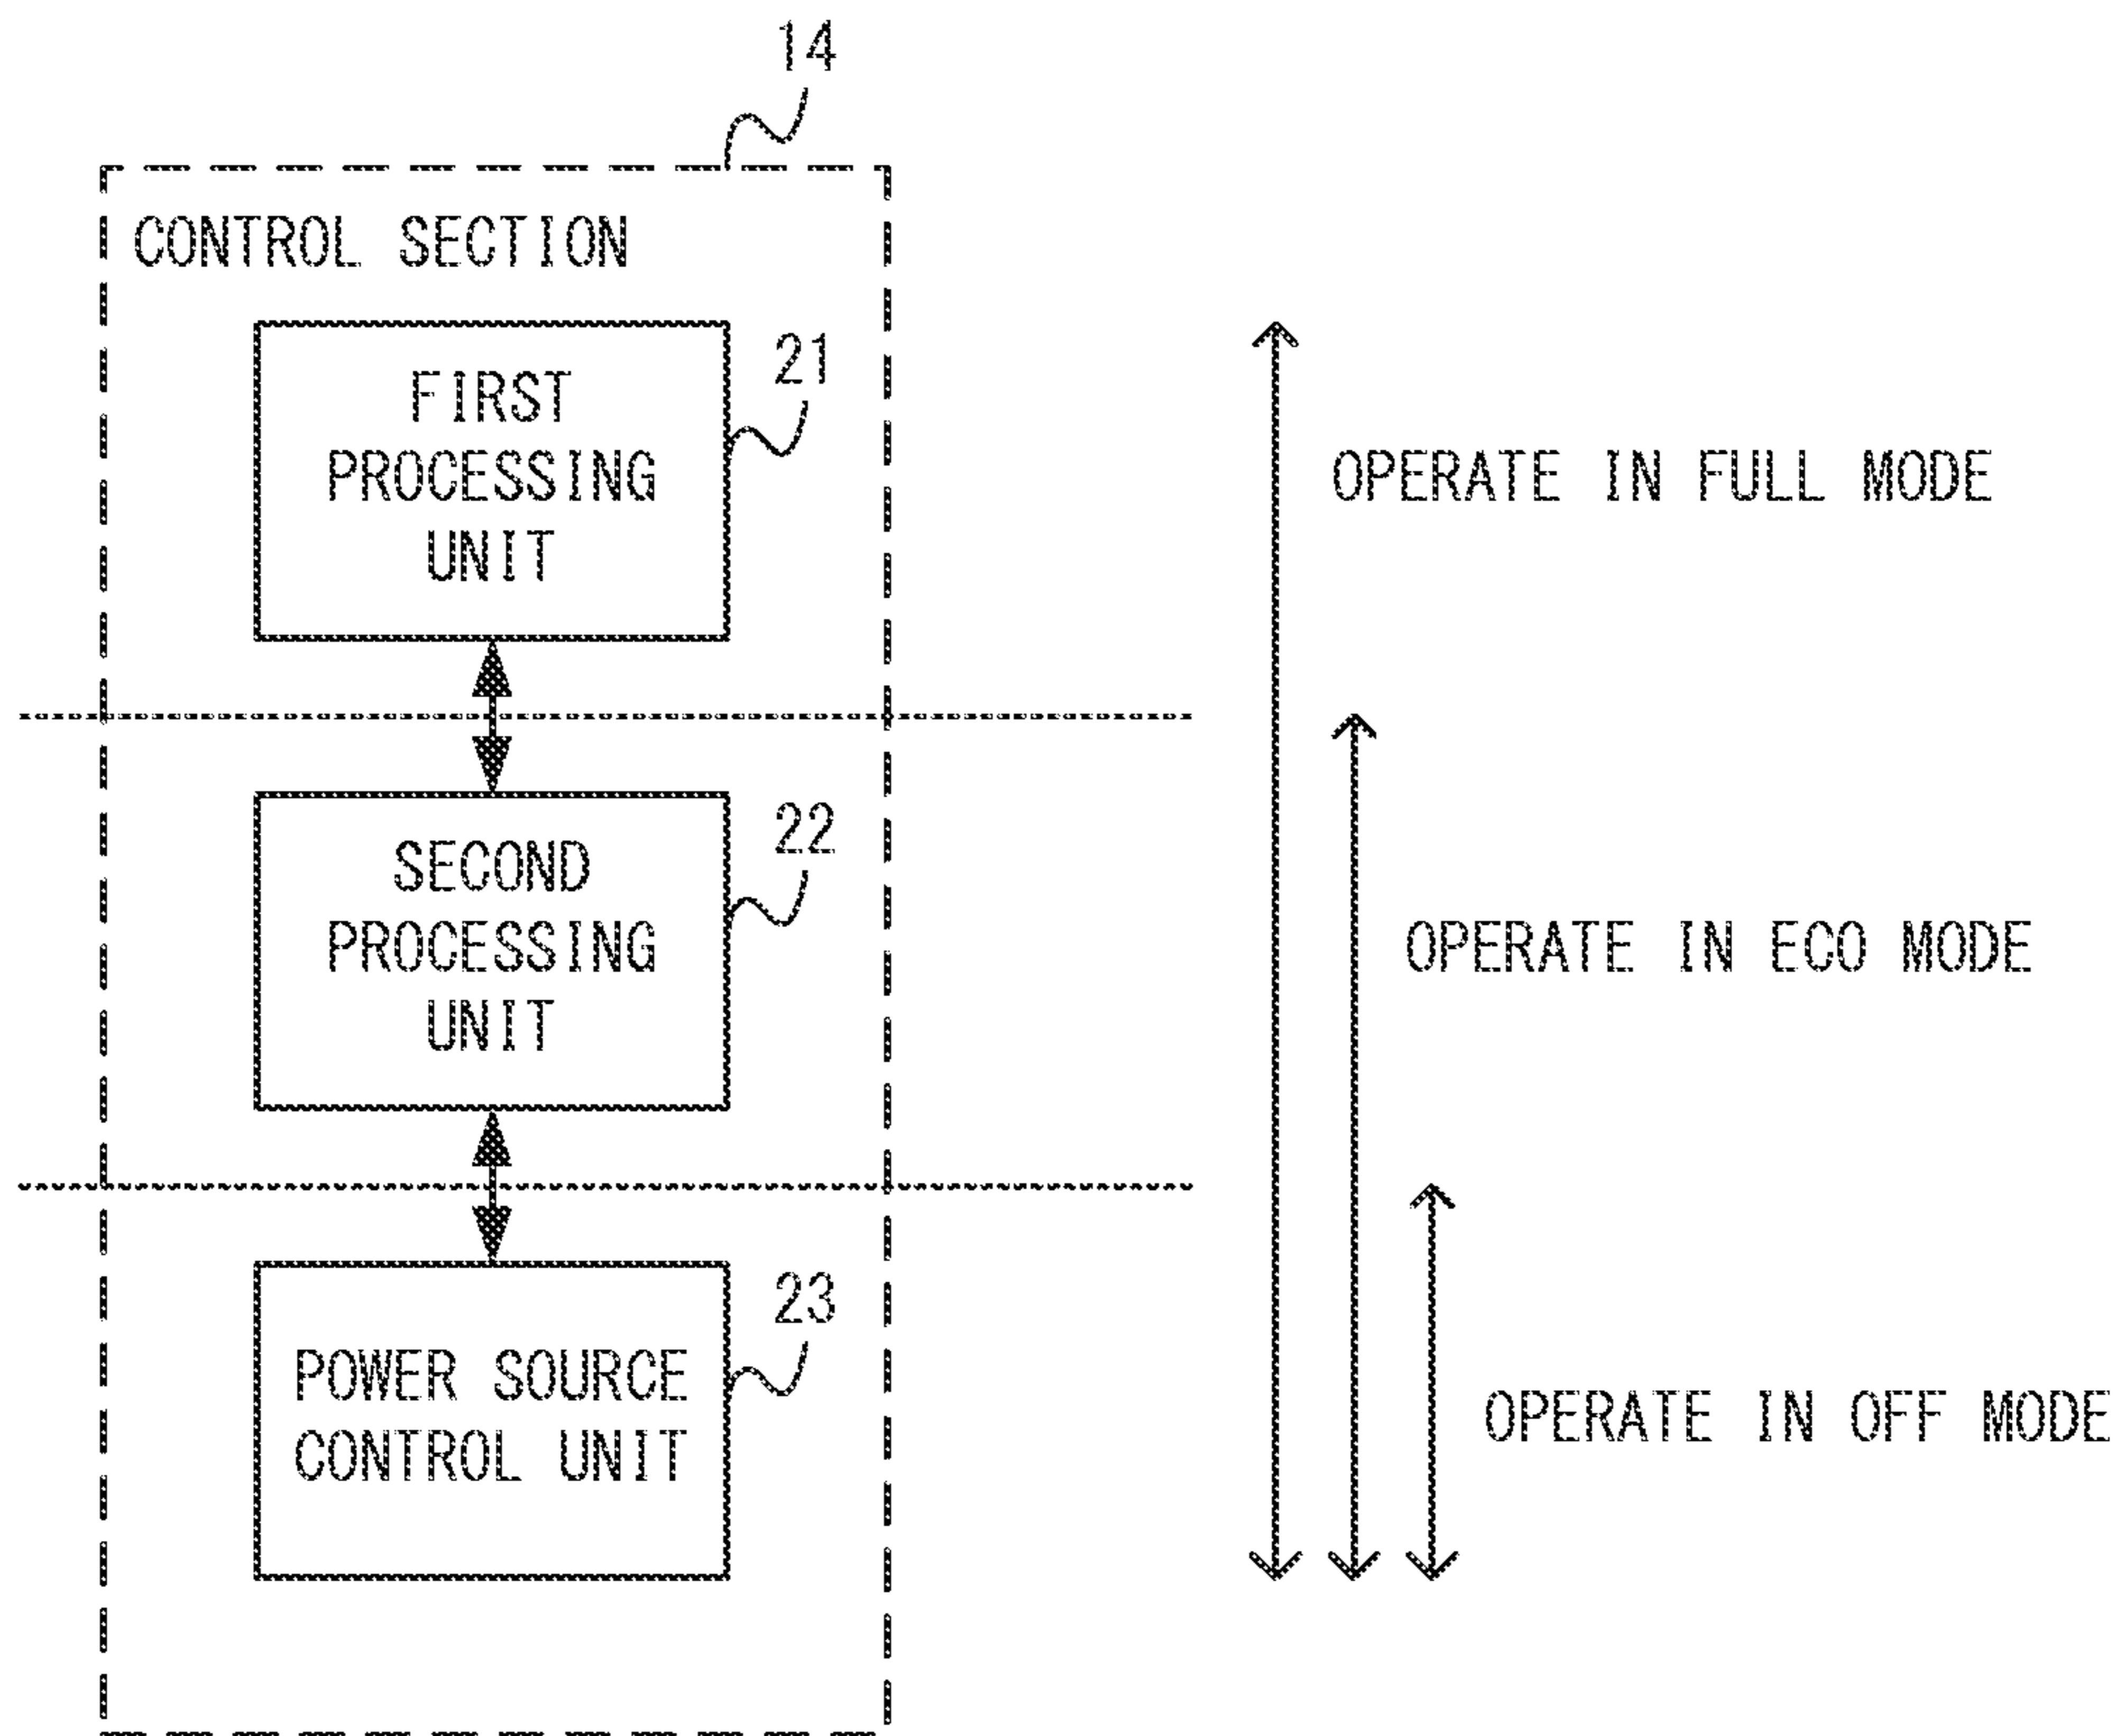 14
CONTROL SECTION
FIRST
PROCESSING
UNIT
21
OPERATE IN FULL MODE
SECOND
PROCESSING
UNIT
22
OPERATE IN ECO MODE
POWER SOURCE
CONTROL UNIT
23
OPERATE IN OFF MODE